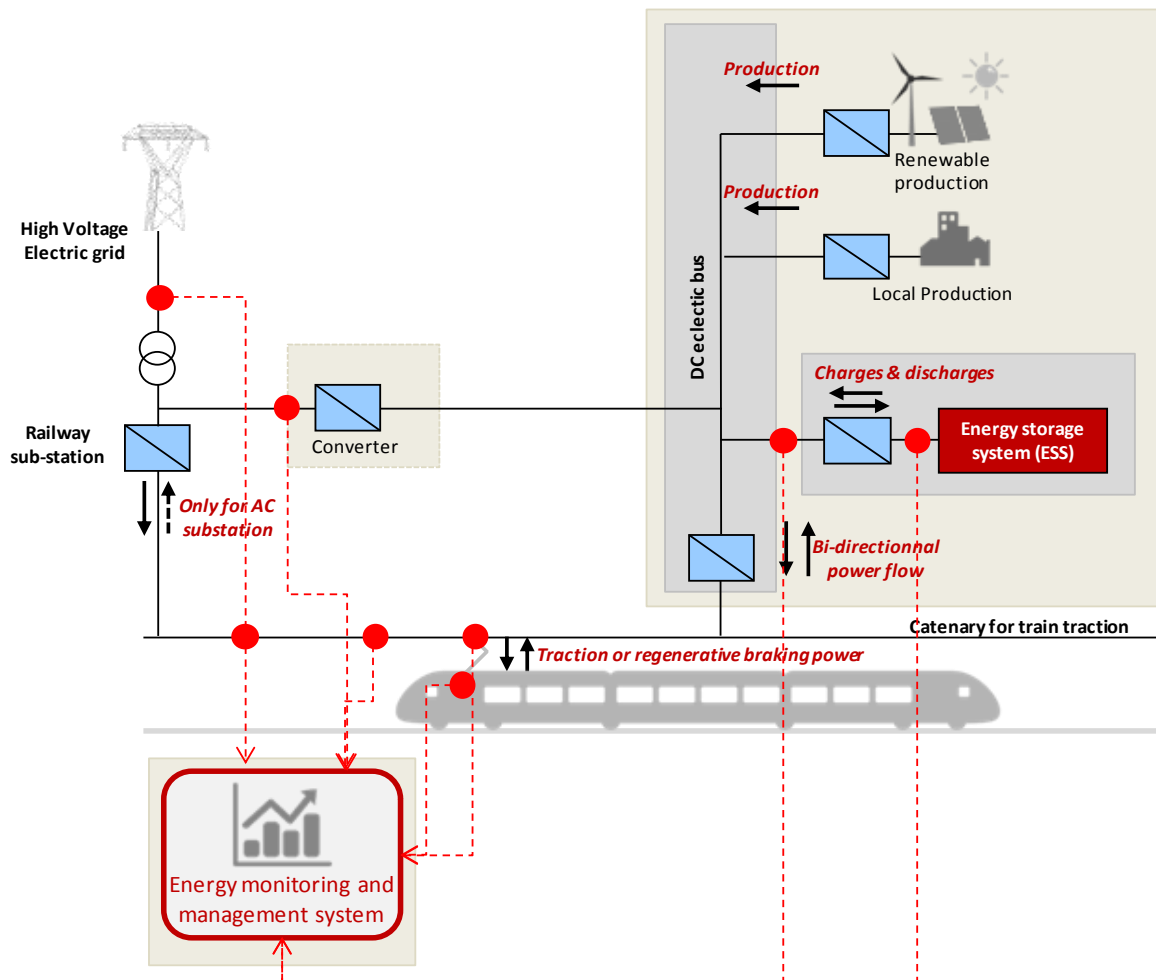 Production
Renewable
production
Production
Local Production
High Voltage
Electric grid
DC eclectic bus
Charges & discharges
Energy storage
system (ESS)
Converter
Railway
sub-station
Only for AC
substation
Bi-directionnal
power flow
Catenary for train traction
Traction or regenerative braking power
Energy monitoring and
management system